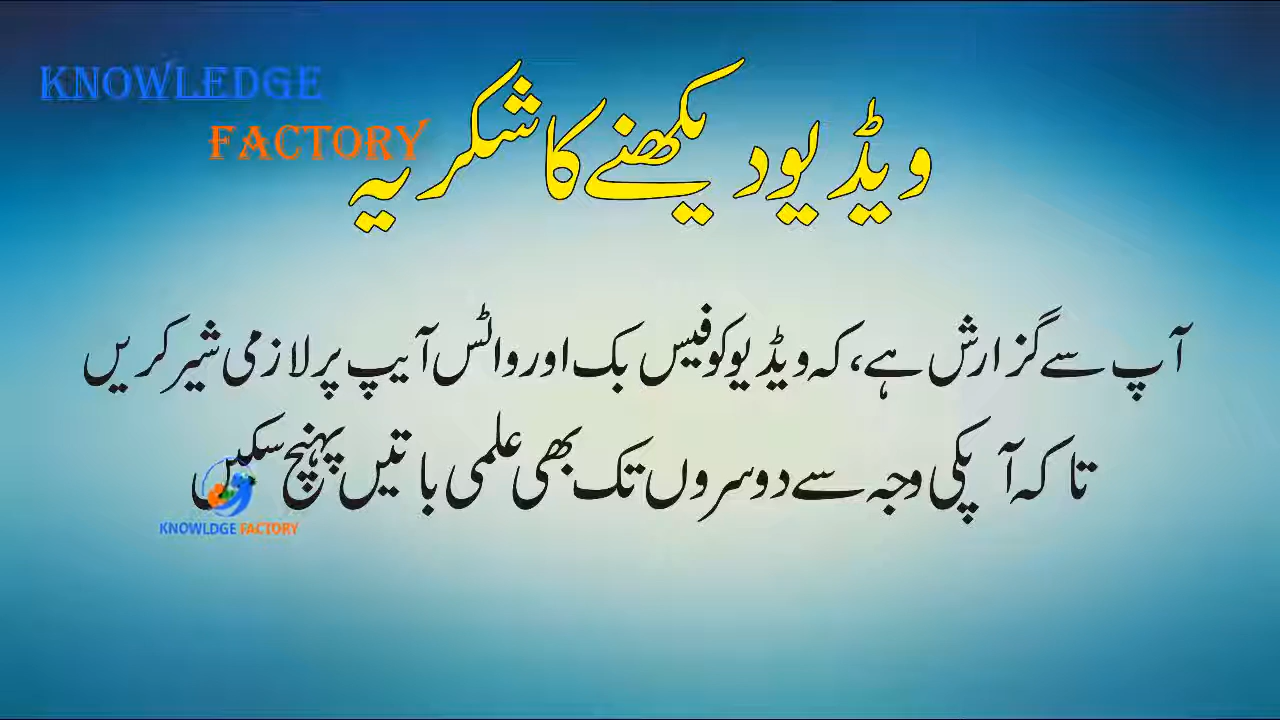 KNOWLEDGE
FACTORY
ویڈیو دیکھنے کا شکریہ
آپ سے گزارش ہے، کہ ویڈیو کو فیس بک اور واٹس آیپ پر لازمی شیر کریں
تا کہ آپکی وجہ سے دوسروں تک بھی علمی باتیں پہنچ سکیں
KNOWLDGE FACTORY